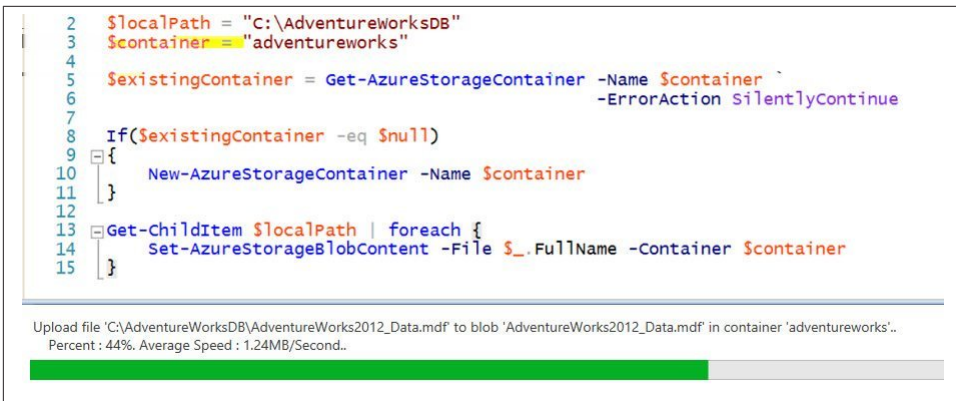 2 $localPath = "C:\AdventureWorksDB"
3 $container = "adventureworks"
4
5 $existingContainer = Get-AzureStorageContainer -Name $container `
6 -ErrorAction SilentlyContinue
7
8 If($existingContainer -eq $null)
9 {
10 New-AzureStorageContainer -Name $container
11 }
12
13 Get-ChildItem $localPath | foreach {
14 Set-AzureStorageBlobContent -File $_.FullName -Container $container
15 }
Upload file 'C:\AdventureWorksDB\AdventureWorks2012_Data.mdf' to blob 'AdventureWorks2012_Data.mdf' in container 'adventureworks'..
Percent : 44%. Average Speed : 1.24MB/Second..